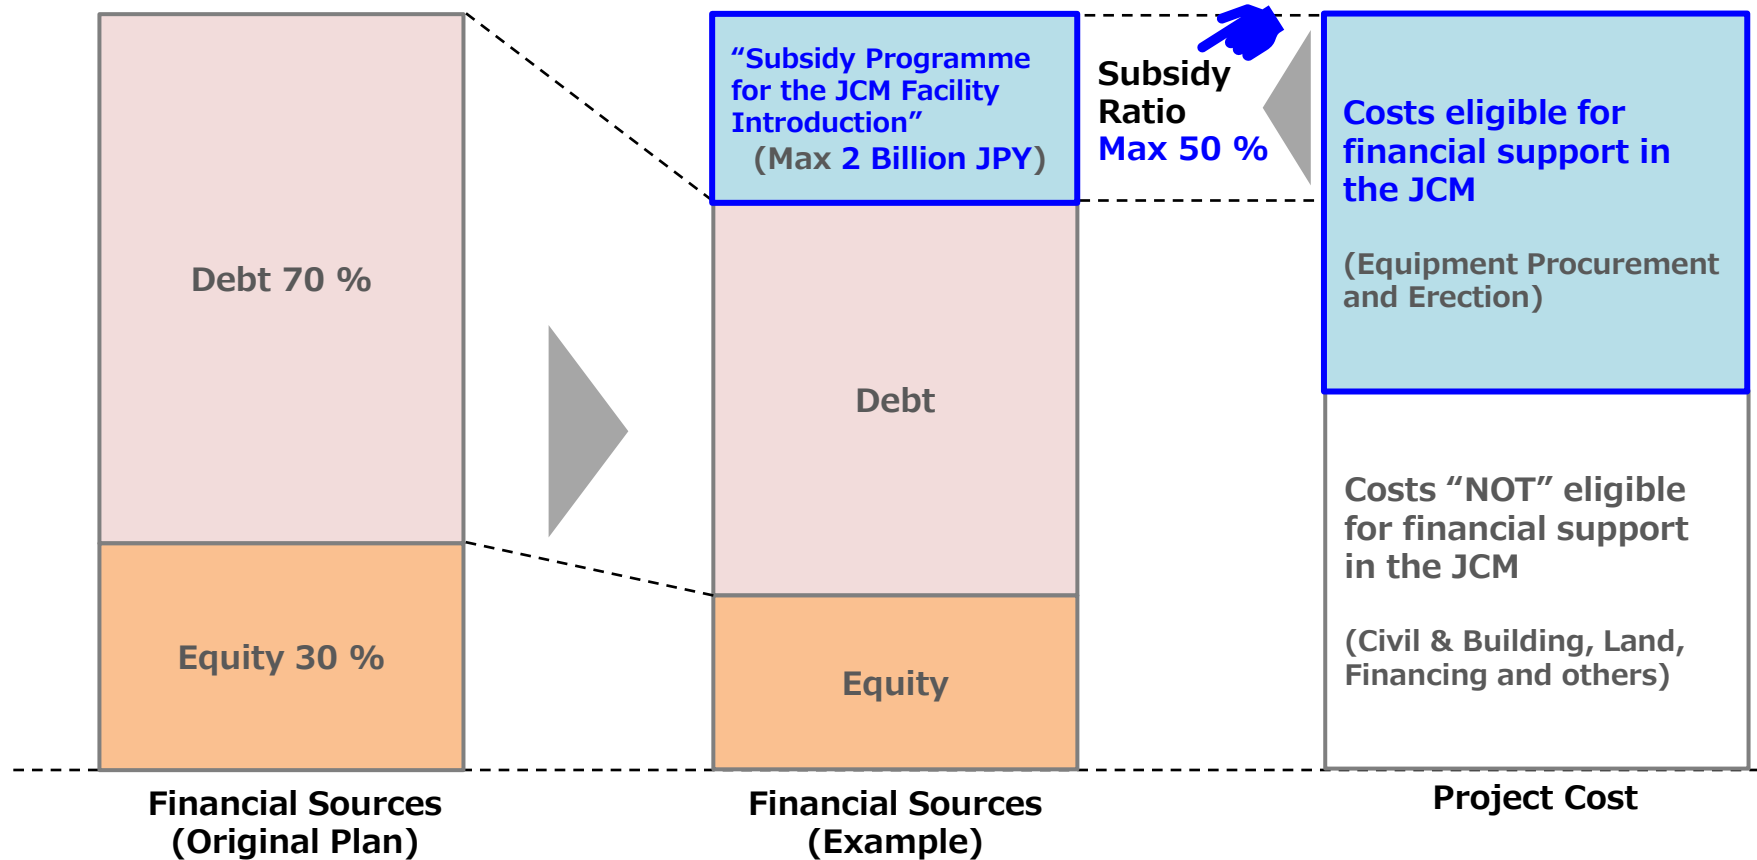 Debt 70 %
Equity 30 %
Financial Sources
(Original Plan)
“Subsidy Programme
for the JCM Facility
Introduction”
(Max 2 Billion JPY)
Debt
Equity
Financial Sources
(Example)
Subsidy
Ratio
Max 50 %
Costs eligible for
financial support in
the JCM
(Equipment Procurement
and Erection)
Costs “NOT” eligible
for financial support
in the JCM
(Civil & Building, Land,
Financing and others)
Project Cost